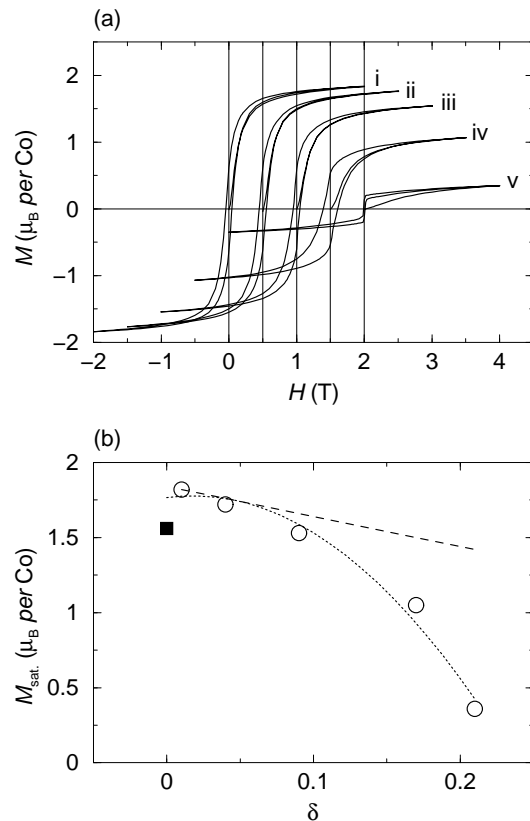 (a)
2
1
0
−1
−2
M (μB per Co)
i
ii
iii
iv
v
−2 −1 0 1 2 3 4
H (T)
(b)
2
1.5
1
0.5
0
Msat. (μB per Co)
0 0.1 0.2
δ